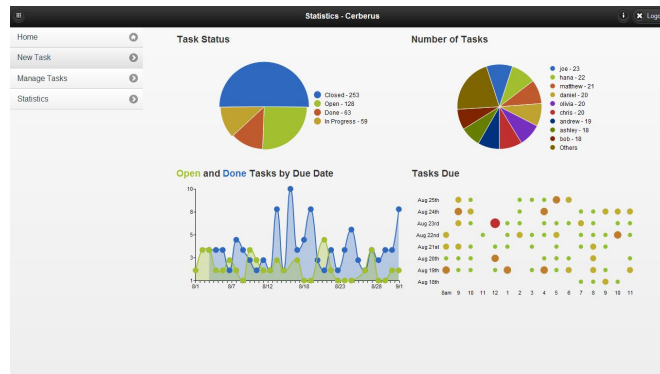 Statistics - Cerberus
i
Logo
Home
New Task
Manage Tasks
Statistics
Task Status
Closed - 253
Open - 128
Done - 63
In Progress - 59
Number of Tasks
joe - 23
hana - 22
matthew - 21
daniel - 20
olivia - 20
chris - 20
andrew - 19
ashley - 18
bob - 18
Others
Open and Done Tasks by Due Date
10
8
5
3
1
8/1
8/7
8/12
8/18
8/23
8/28
9/1
Tasks Due
Aug 25th
Aug 24th
Aug 23rd
Aug 22nd
Aug 21st
Aug 20th
Aug 19th
Aug 18th
8am 9 10 11 12 1 2 3 4 5 6 7 8 9 10 11